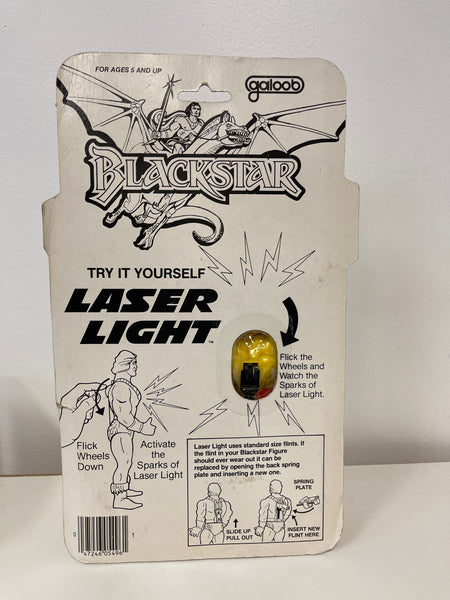 FOR AGES 5 AND UP
galoob
BLACKSTAR
TRY IT YOURSELF
LASER
LIGHT™
Flick the
Wheels and
Watch the
Sparks of
Laser Light.
Flick
Wheels
Down
Activate
the
Sparks of
Laser Light
Laser Light uses standard size flints. If
the flint in your Blackstar Figure
should ever wear out it can be
replaced by opening the back spring
plate and inserting a new one.
SPRING
PLATE
SLIDE UP
PULL OUT
INSERT NEW
FLINT HERE
0 47246 05496 1